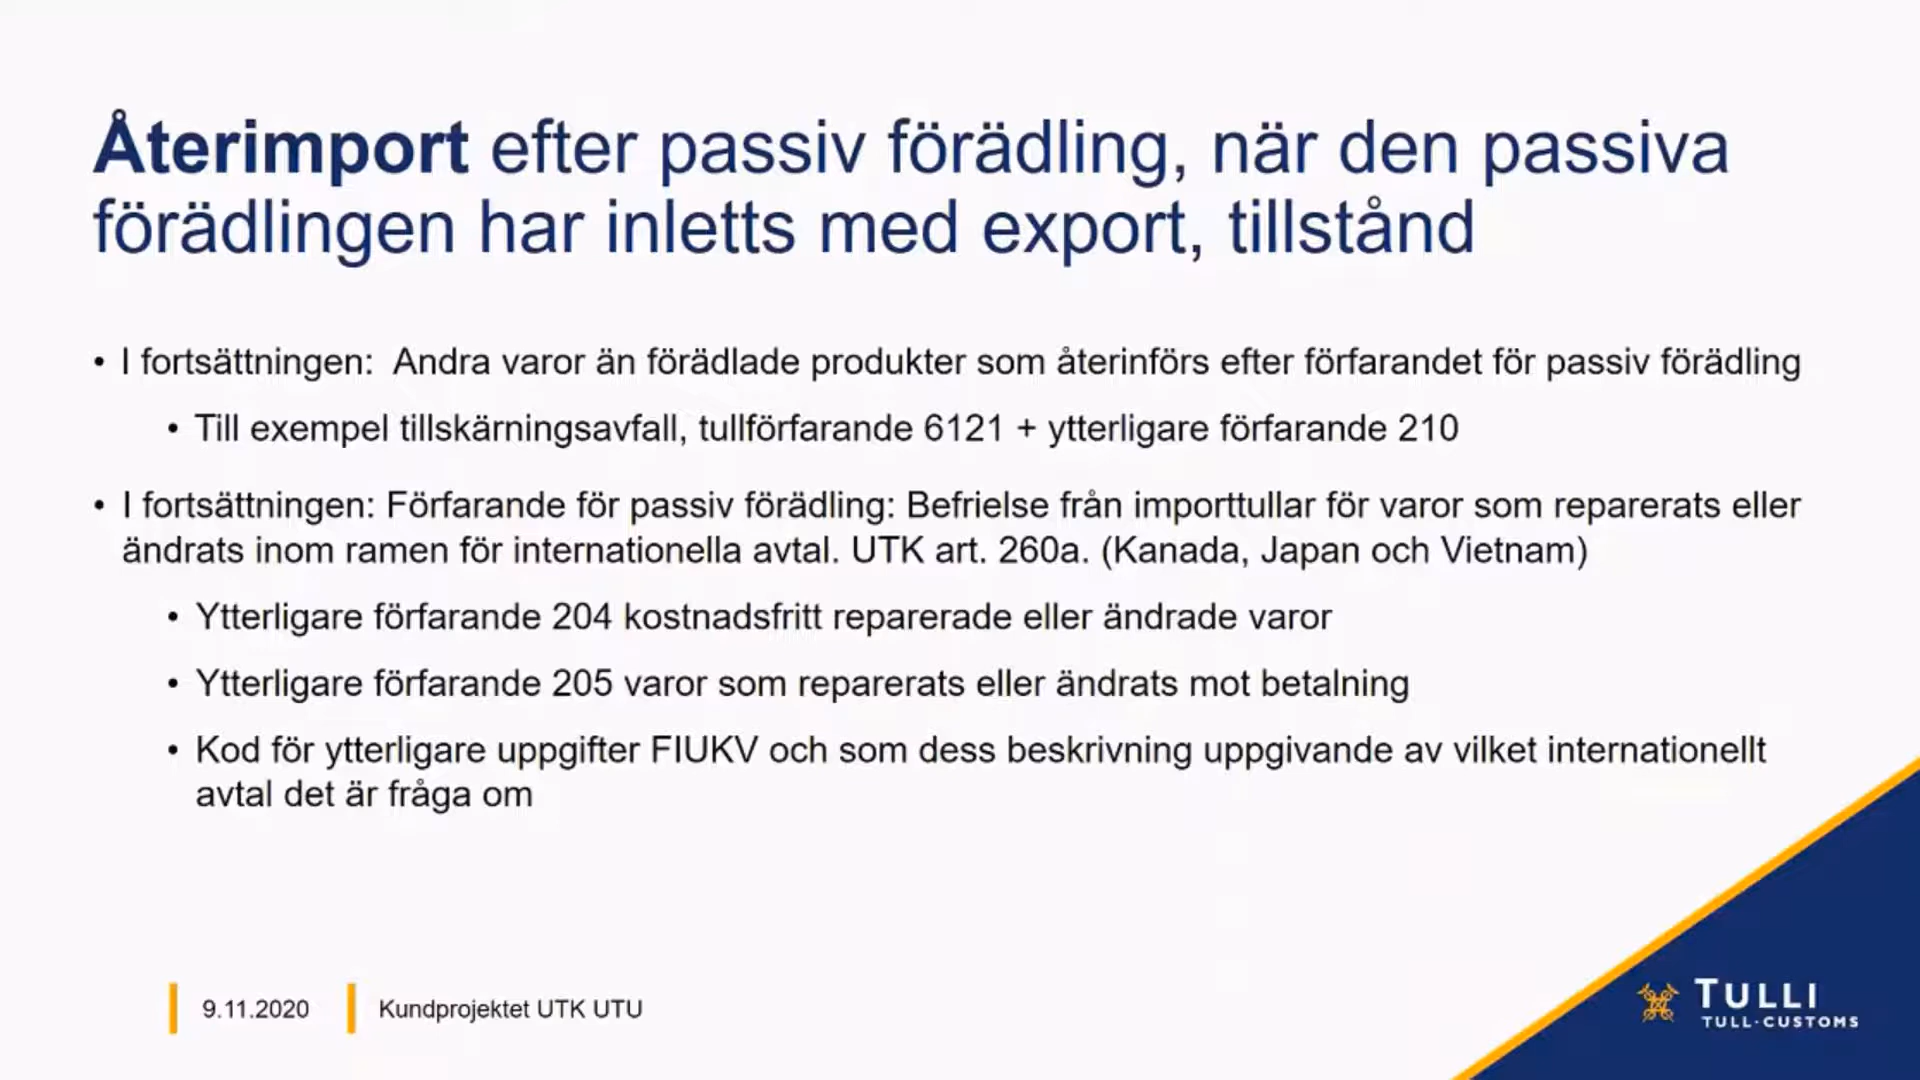 Återimport efter passiv förädling, när den passiva
förädlingen har inletts med export, tillstånd
• I fortsättningen: Andra varor än förädlade produkter som återinförs efter förfarandet för passiv förädling
• Till exempel tillskärningsavfall, tullförfarande 6121 + ytterligare förfarande 210
• I fortsättningen: Förfarande för passiv förädling: Befrielse från importtullar för varor som reparerats eller
ändrats inom ramen för internationella avtal. UTK art. 260a. (Kanada, Japan och Vietnam)
• Ytterligare förfarande 204 kostnadsfritt reparerade eller ändrade varor
• Ytterligare förfarande 205 varor som reparerats eller ändrats mot betalning
• Kod för ytterligare uppgifter FIUKV och som dess beskrivning uppgivande av vilket internationellt
avtal det är fråga om
9.11.2020
Kundprojektet UTK UTU
TULLI
TULL·CUSTOMS